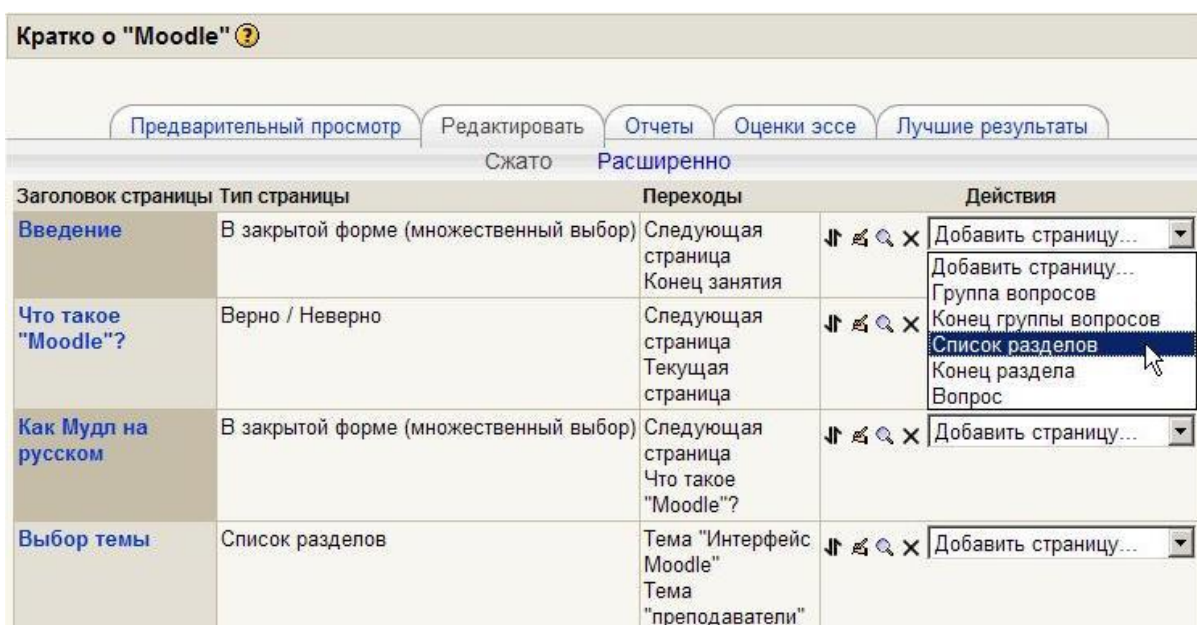 Кратко о "Moodle"
Предварительный просмотр Редактировать Отчеты Оценки эссе Лучшие результаты
Сжато Расширенно
Заголовок страницы Тип страницы Переходы Действия
Введение В закрытой форме (множественный выбор) Следующая страница Конец занятия Добавить страницу...
Добавить страницу...
Группа вопросов
Конец группы вопросов
Список разделов
Конец раздела
Вопрос
Что такое "Moodle"? Верно / Неверно Следующая страница Текущая страница
Как Мудл на русском В закрытой форме (множественный выбор) Следующая страница Что такое "Moodle"? Добавить страницу...
Выбор темы Список разделов Тема "Интерфейс Moodle" Тема "преподаватели" Добавить страницу...